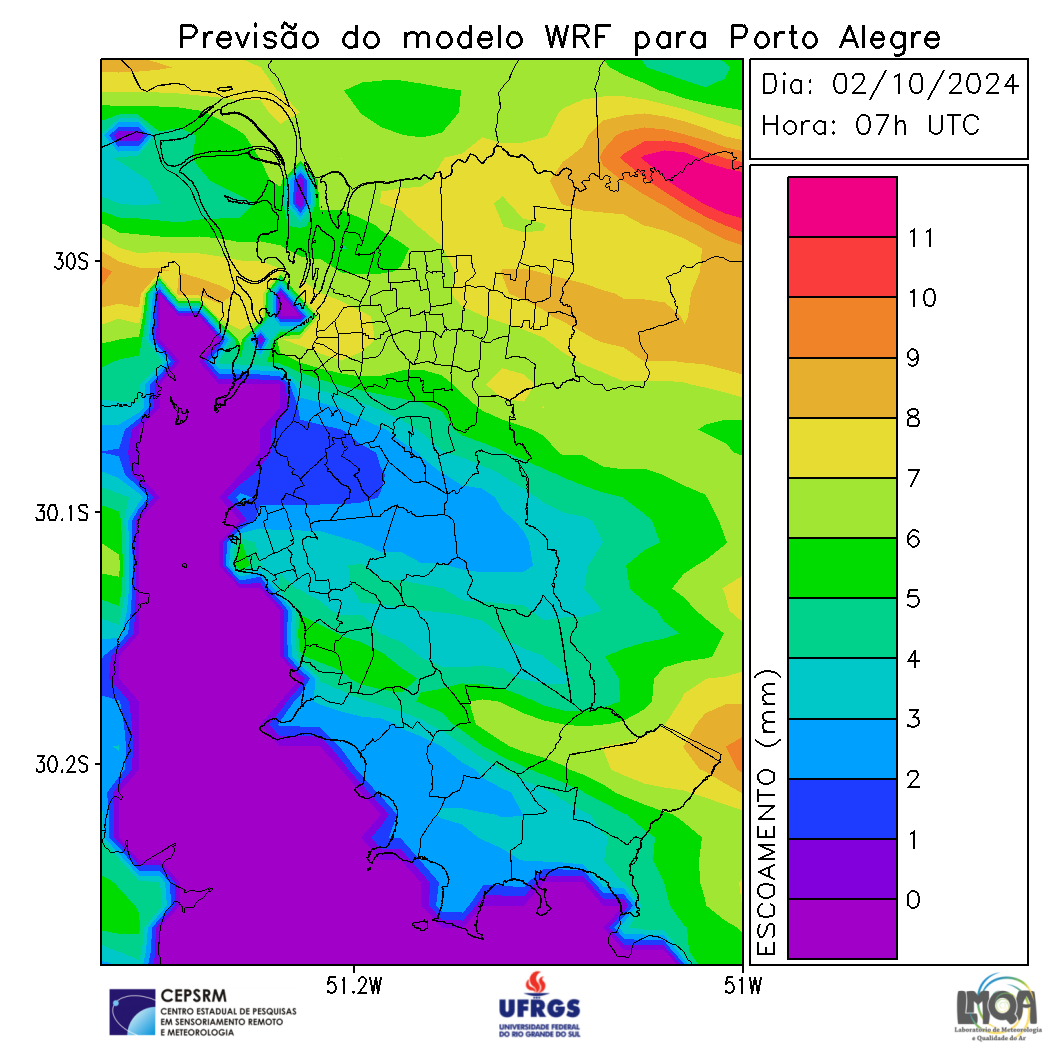 Previsão do modelo WRF para Porto Alegre
Dia: 02/10/2024
Hora: 07h UTC
30S
30.1S
30.2S
51.2W
51W
ESCOAMENTO (mm)
11
10
9
8
7
6
5
4
3
2
1
0
CEPSRM
CENTRO ESTADUAL DE PESQUISAS
EM SENSORIAMENTO REMOTO
E METEOROLOGIA
UFRGS
UNIVERSIDADE FEDERAL
DO RIO GRANDE DO SUL
LMQA
Laboratório de Meteorologia
e Qualidade do Ar